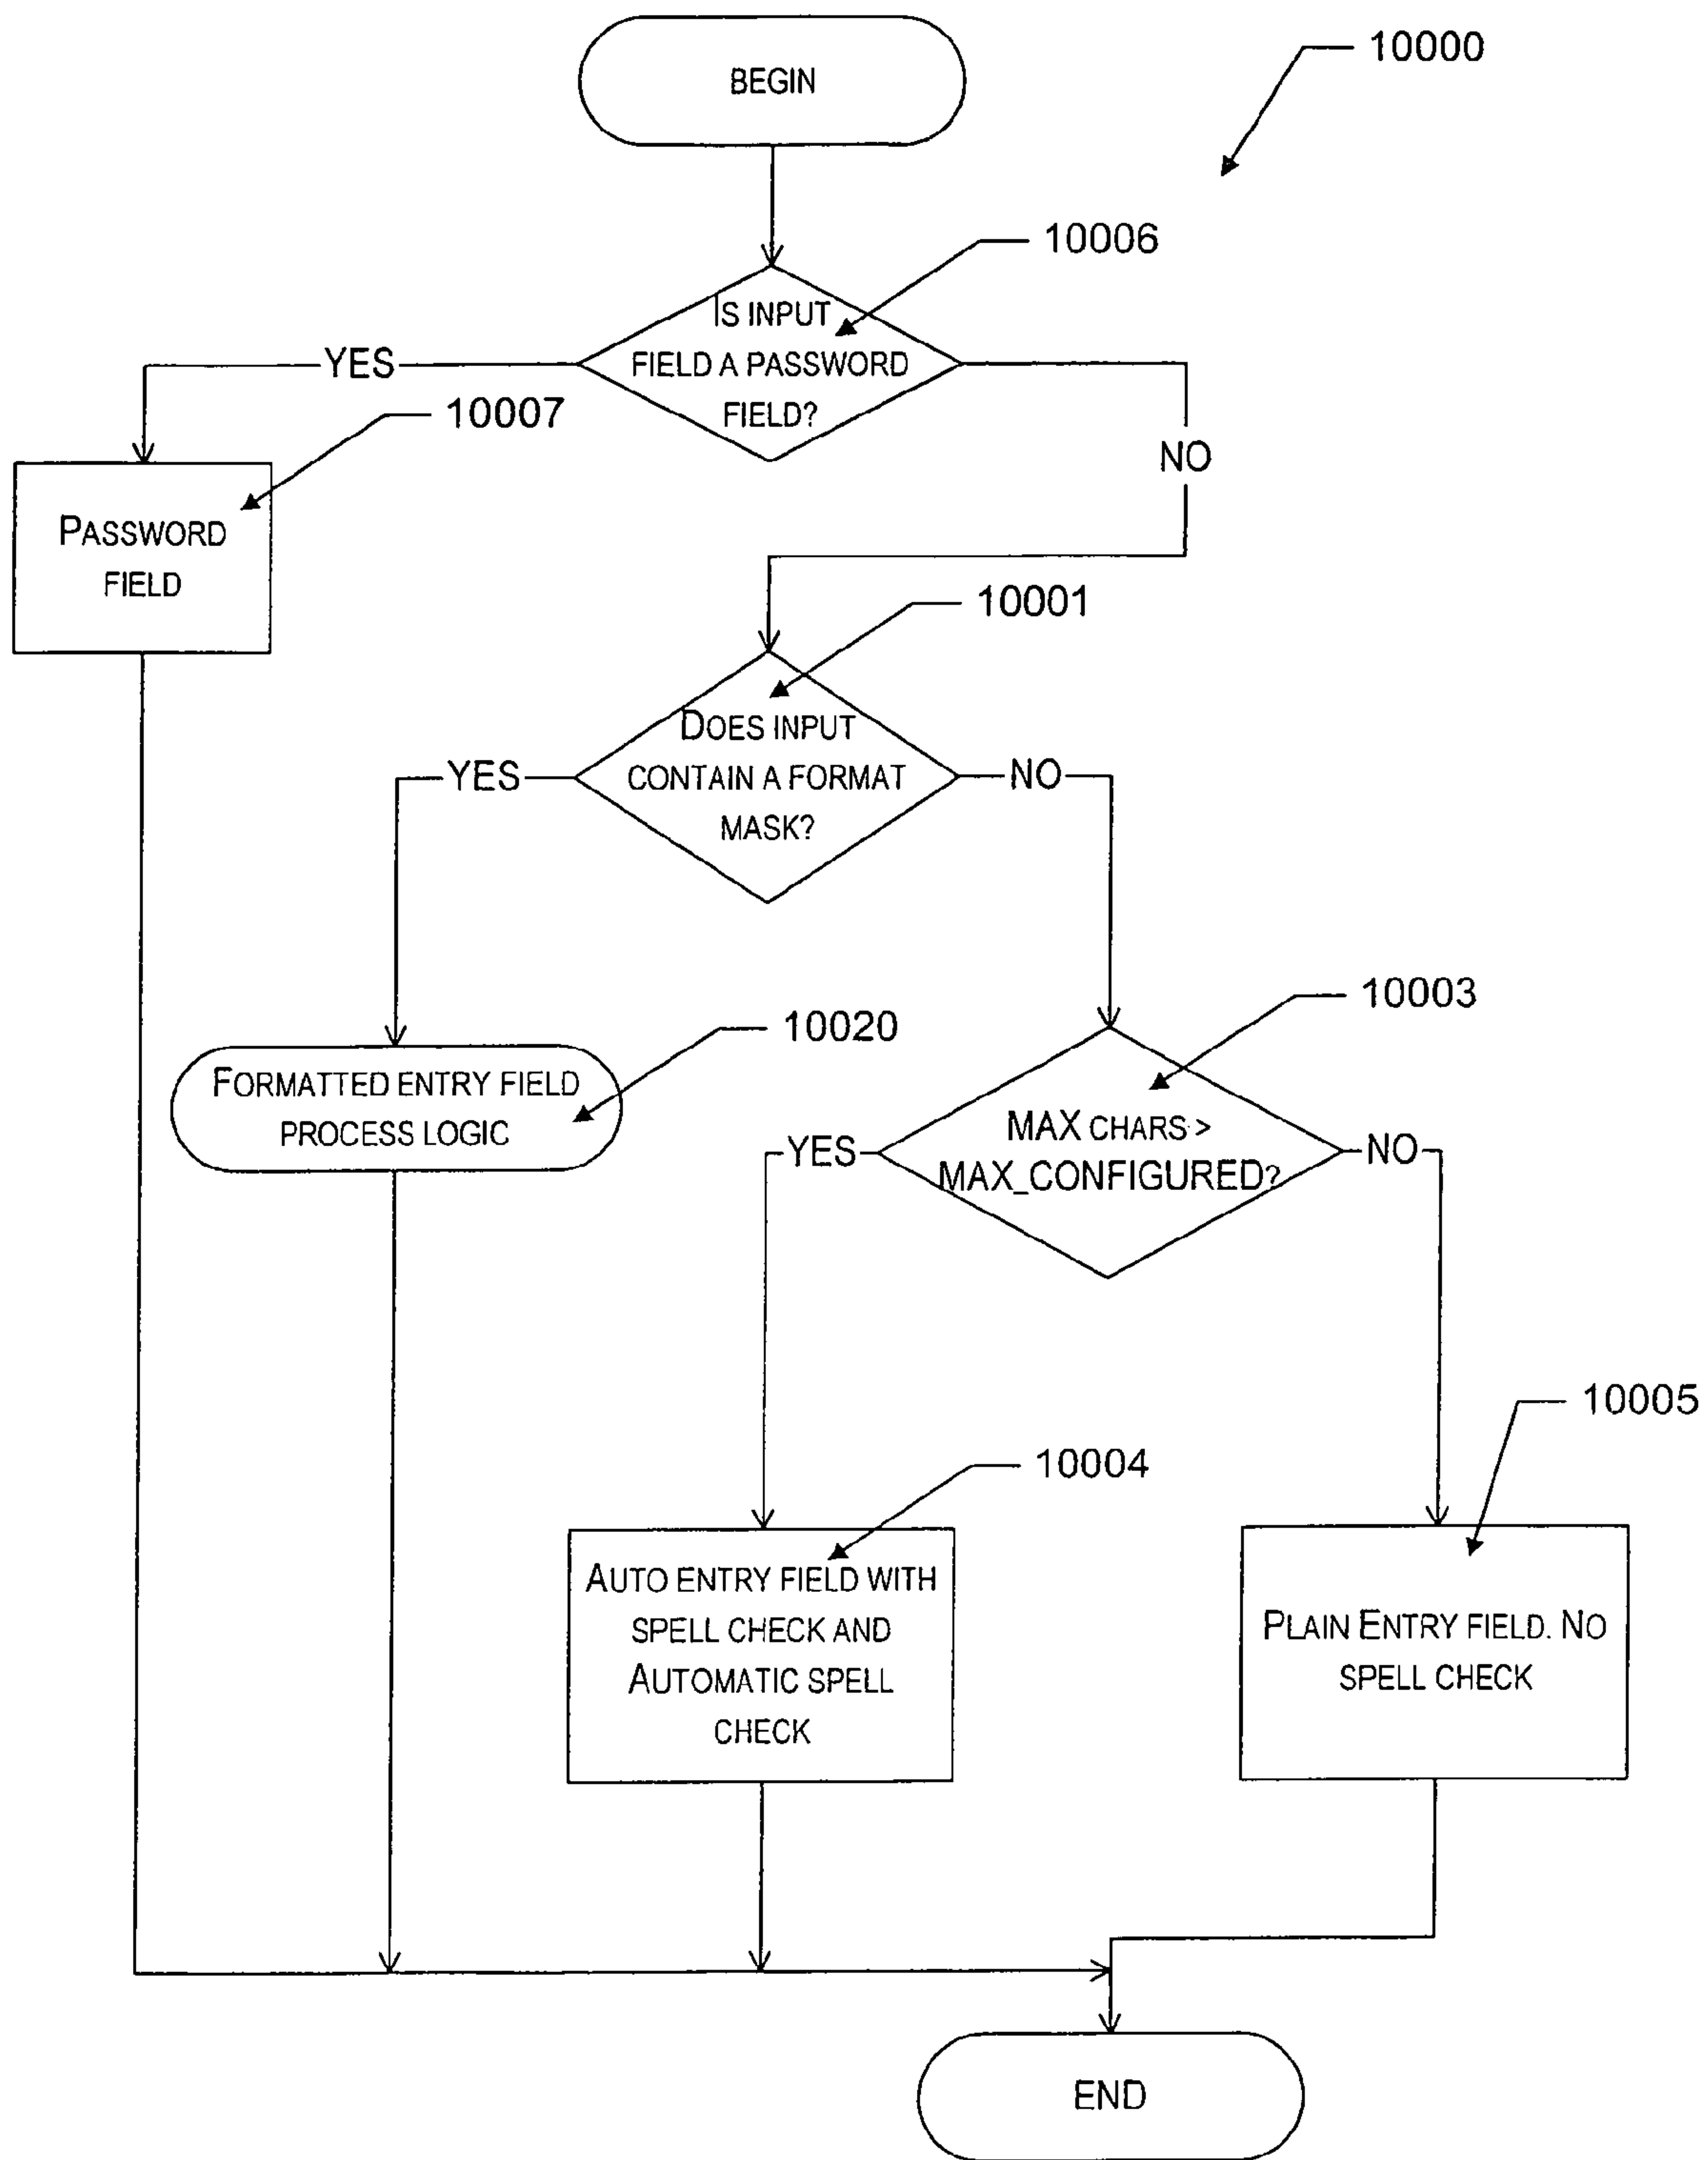 BEGIN
10000
10006
IS INPUT
FIELD A PASSWORD
FIELD?
YES
NO
10007
PASSWORD
FIELD
10001
DOES INPUT
CONTAIN A FORMAT
MASK?
YES
NO
10003
10020
FORMATTED ENTRY FIELD
PROCESS LOGIC
MAX CHARS >
MAX_CONFIGURED?
YES
NO
10005
10004
AUTO ENTRY FIELD WITH
SPELL CHECK AND
AUTOMATIC SPELL
CHECK
PLAIN ENTRY FIELD. NO
SPELL CHECK
END